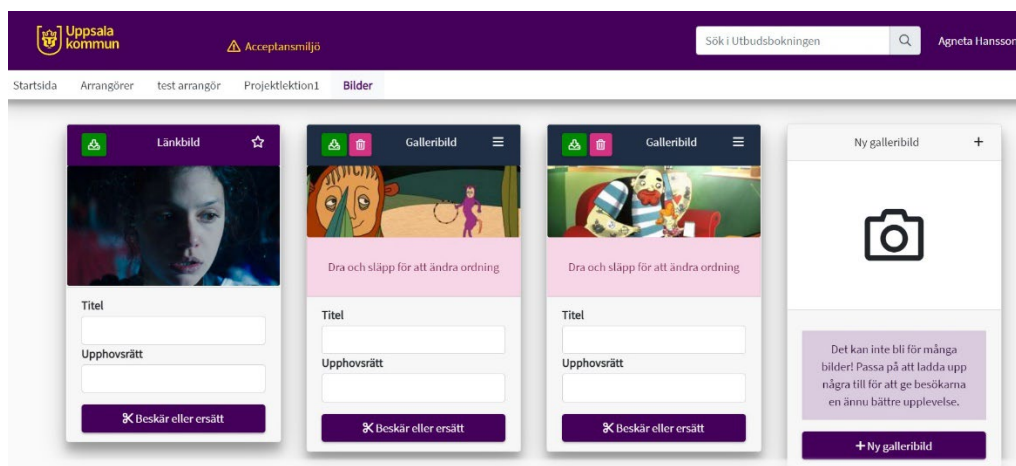 Uppsala
kommun
Acceptansmiljö
Sök i Utbudsbokningen
Agneta Hansson
Startsida
Arrangörer
test arrangör
Projektlektion1
Bilder
Länkbild
Titel
Upphovsrätt
Beskär eller ersätt
Galleribild
Dra och släpp för att ändra ordning
Titel
Upphovsrätt
Beskär eller ersätt
Galleribild
Dra och släpp för att ändra ordning
Titel
Upphovsrätt
Beskär eller ersätt
Ny galleribild
Det kan inte bli för många
bilder! Passa på att ladda upp
några till för att ge besökarna
en ännu bättre upplevelse.
Ny galleribild